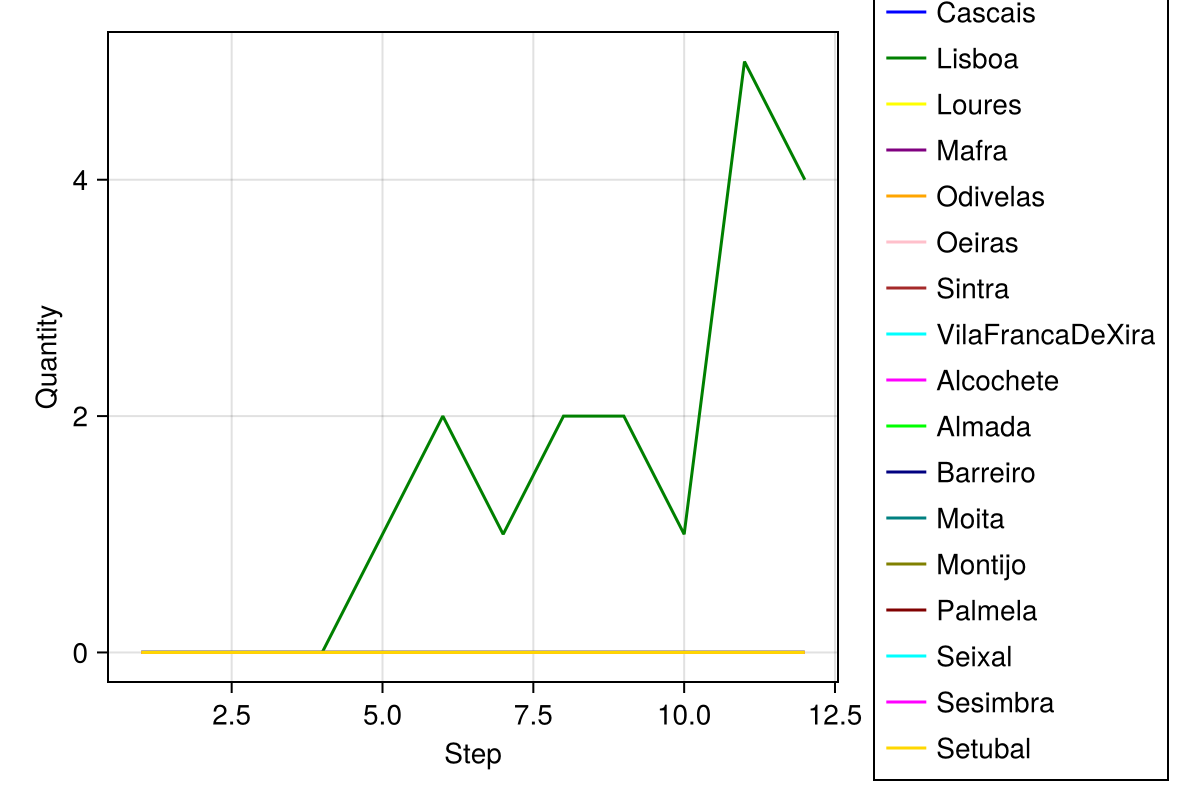 Cascais
Lisboa
Loures
Mafra
Odivelas
Oeiras
Sintra
VilaFrancaDeXira
Alcochete
Almada
Barreiro
Moita
Montijo
Palmela
Seixal
Sesimbra
Setubal
Quantity
4
2
0
2.5 5.0 7.5 10.0 12.5
Step